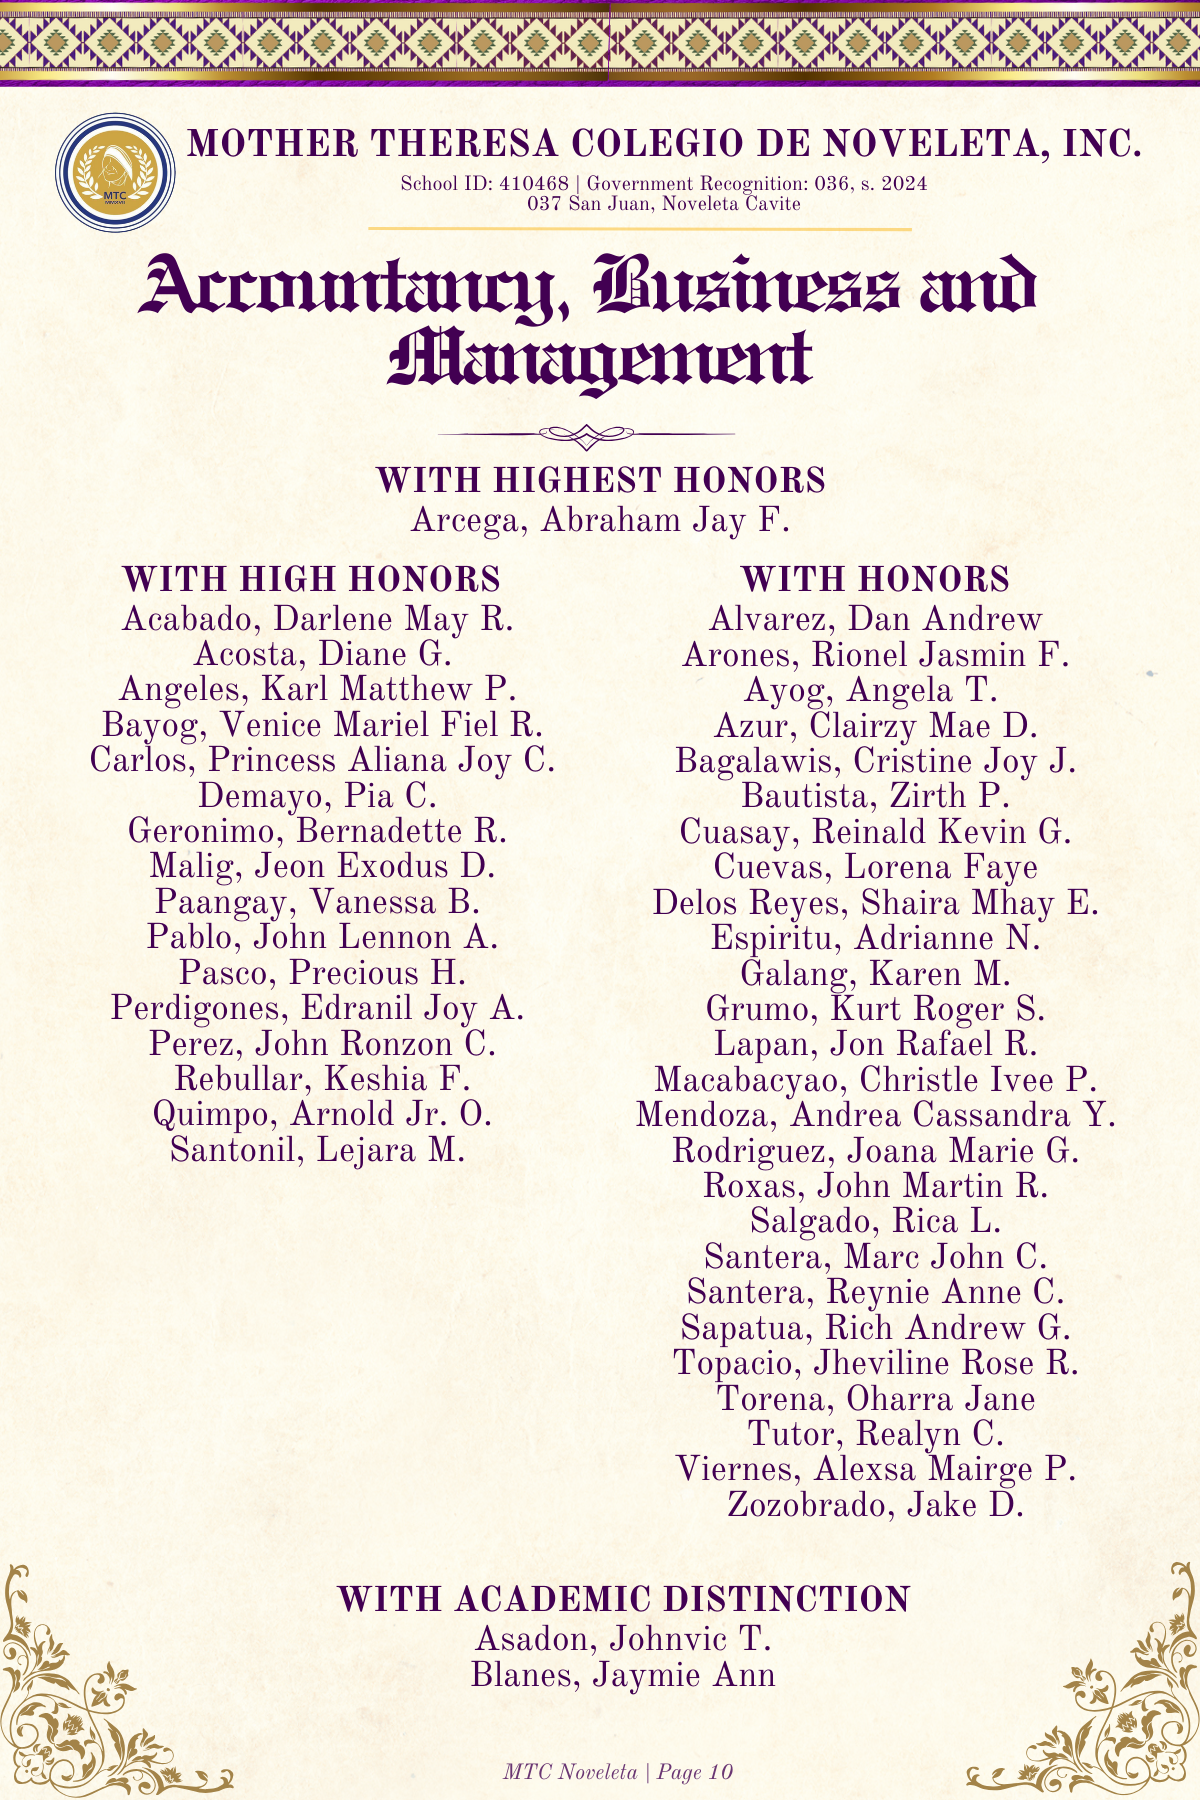 MTC
MOTHER THERESA COLEGIO DE NOVELETA, INC.
School ID: 410468 | Government Recognition: 036, s. 2024
037 San Juan, Noveleta Cavite
Accountancy, Business and
Management
WITH HIGHEST HONORS
Arcega, Abraham Jay F.
WITH HIGH HONORS
Acabado, Darlene May R.
Acosta, Diane G.
Angeles, Karl Matthew P.
Bayog, Venice Mariel Fiel R.
Carlos, Princess Aliana Joy C.
Demayo, Pia C.
Geronimo, Bernadette R.
Malig, Jeon Exodus D.
Paangay, Vanessa B.
Pablo, John Lennon A.
Pasco, Precious H.
Perdigones, Edranil Joy A.
Perez, John Ronzon C.
Rebullar, Keshia F.
Quimpo, Arnold Jr. O.
Santonil, Lejara M.
WITH HONORS
Alvarez, Dan Andrew
Arones, Rionel Jasmin F.
Ayog, Angela T.
Azur, Clairzy Mae D.
Bagalawis, Cristine Joy J.
Bautista, Zirth P.
Cuasay, Reinald Kevin G.
Cuevas, Lorena Faye
Delos Reyes, Shaira Mhay E.
Espiritu, Adrianne N.
Galang, Karen M.
Grumo, Kurt Roger S.
Lapan, Jon Rafael R.
Macabacyao, Christle Ivee P.
Mendoza, Andrea Cassandra Y.
Rodriguez, Joana Marie G.
Roxas, John Martin R.
Salgado, Rica L.
Santera, Marc John C.
Santera, Reynie Anne C.
Sapatua, Rich Andrew G.
Topacio, Jheviline Rose R.
Torena, Oharra Jane
Tutor, Realyn C.
Viernes, Alexsa Mairge P.
Zozobrado, Jake D.
WITH ACADEMIC DISTINCTION
Asadon, Johnvic T.
Blanes, Jaymie Ann
MTC Noveleta | Page 10